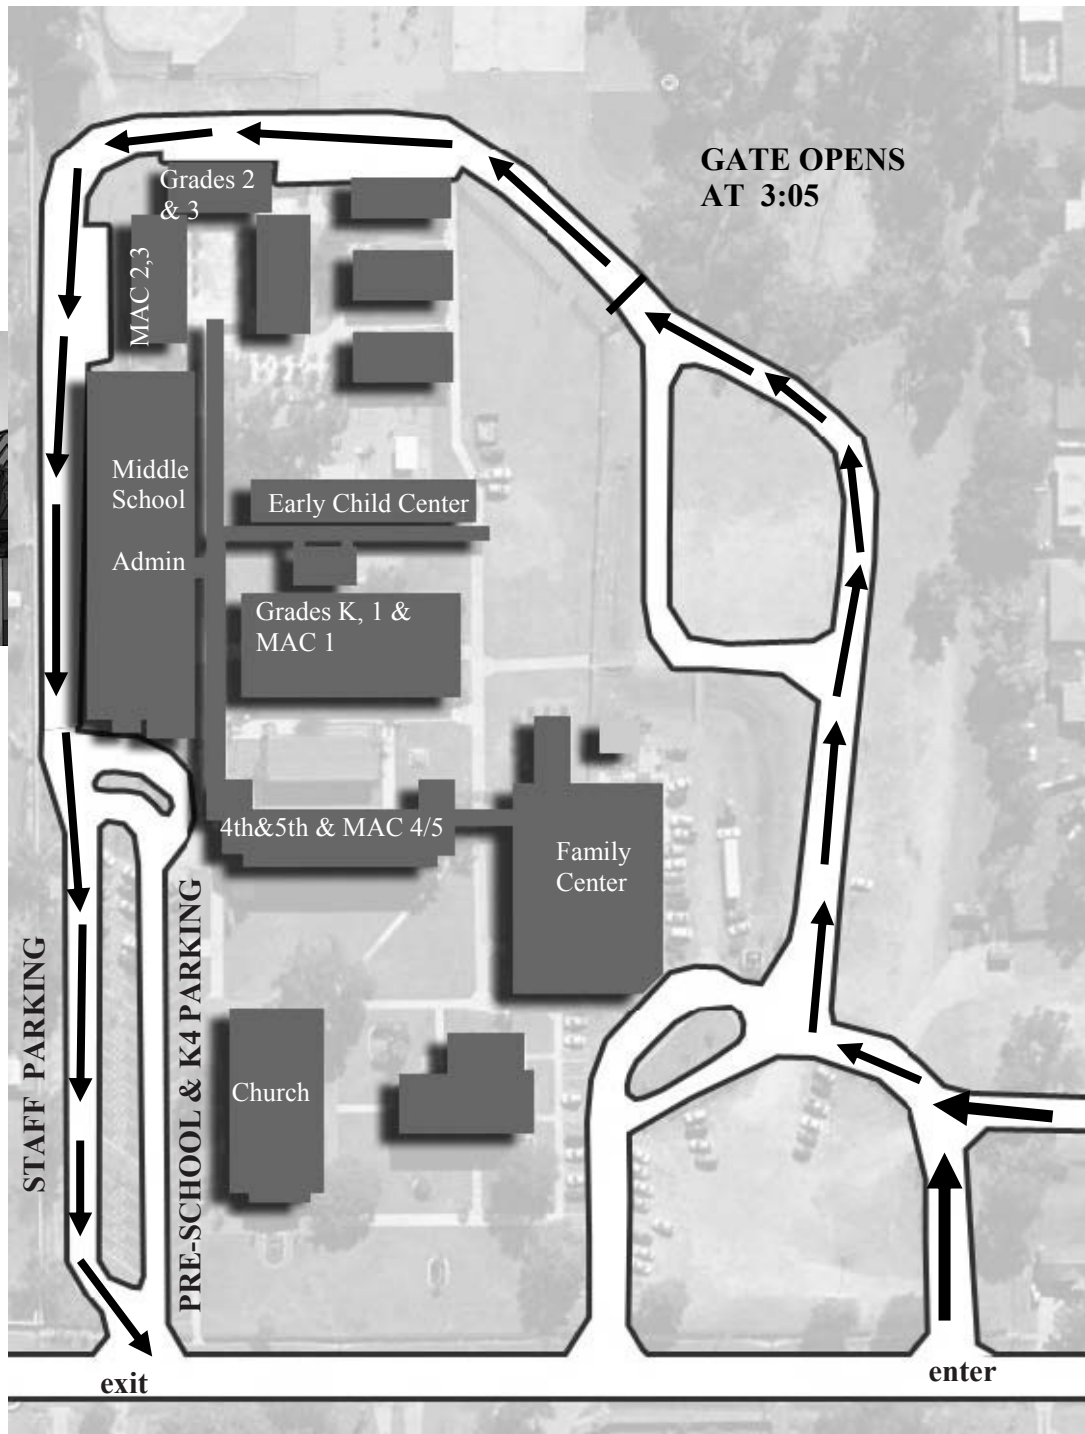 GATE OPENS
AT 3:05
Grades 2
& 3
MAC 2,3
Middle
School
Admin
Early Child Center
Grades K, 1 &
MAC 1
4th&5th & MAC 4/5
Family
Center
STAFF PARKING
PRE-SCHOOL & K4 PARKING
Church
exit
enter